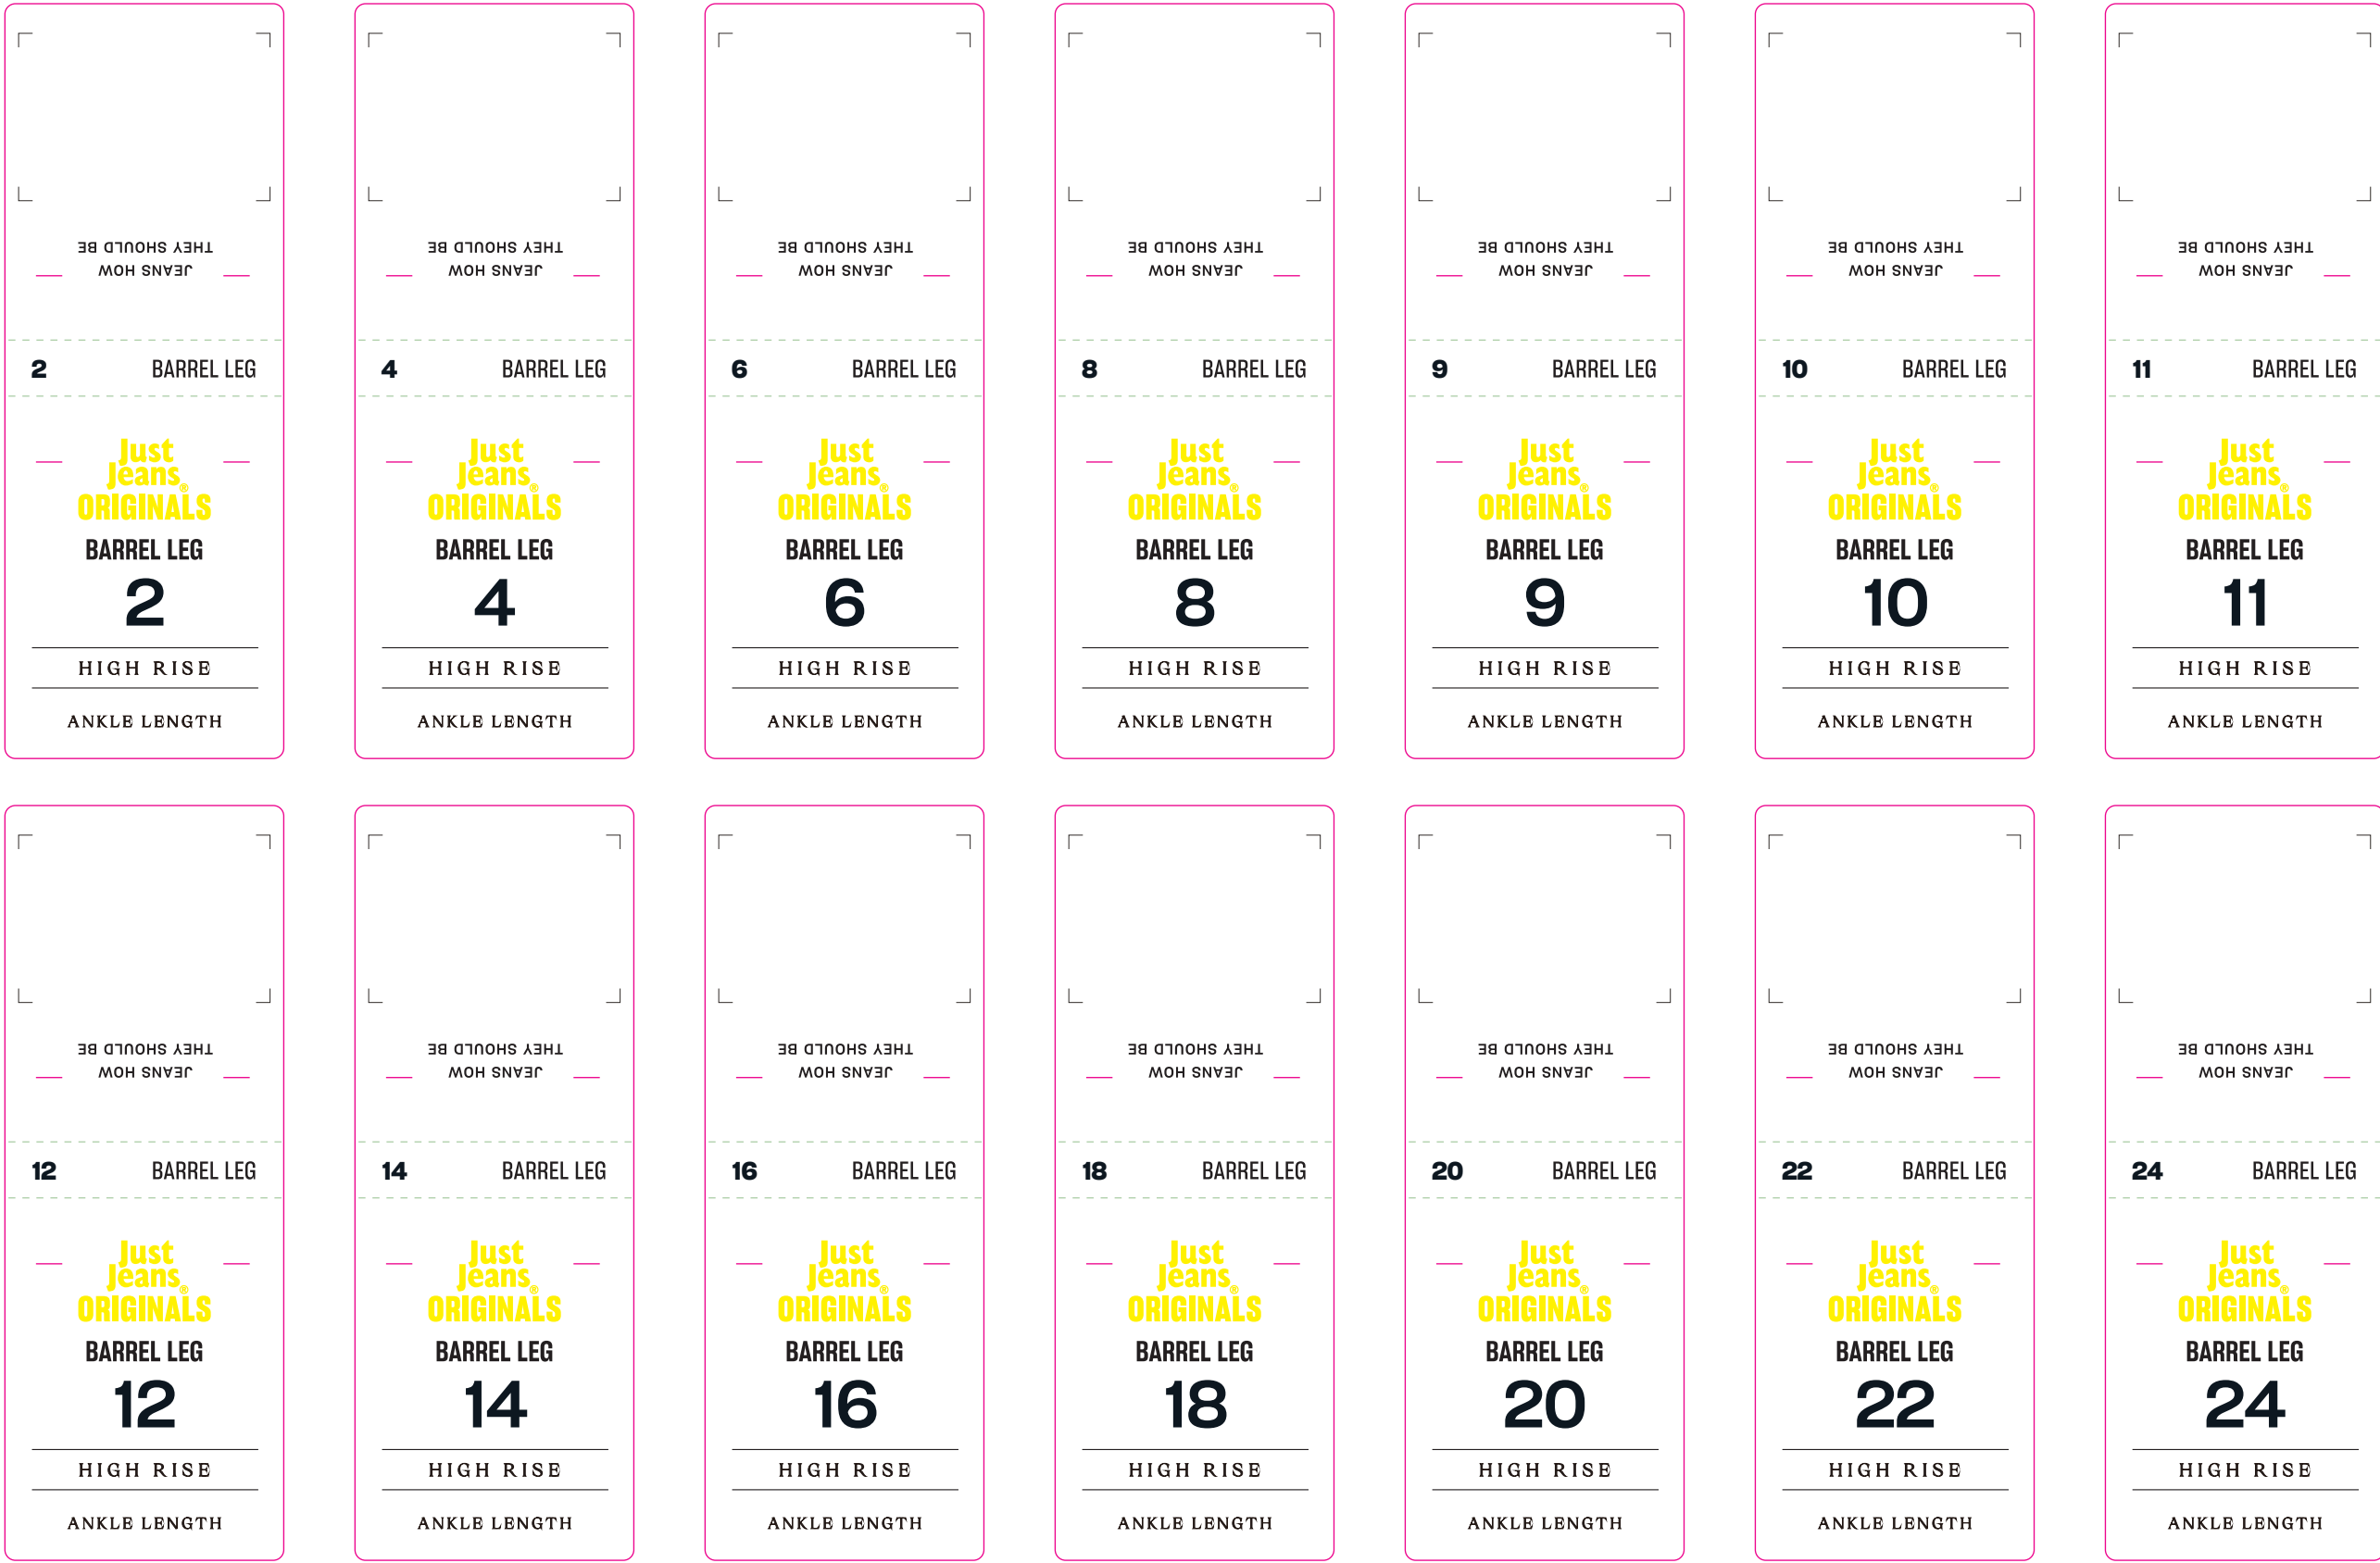 THEY SHOULD BE
JEANS HOW
2 BARREL LEG
Just
Jeans®
ORIGINALS
BARREL LEG
2
HIGH RISE
ANKLE LENGTH
THEY SHOULD BE
JEANS HOW
4 BARREL LEG
Just
Jeans®
ORIGINALS
BARREL LEG
4
HIGH RISE
ANKLE LENGTH
THEY SHOULD BE
JEANS HOW
6 BARREL LEG
Just
Jeans®
ORIGINALS
BARREL LEG
6
HIGH RISE
ANKLE LENGTH
THEY SHOULD BE
JEANS HOW
8 BARREL LEG
Just
Jeans®
ORIGINALS
BARREL LEG
8
HIGH RISE
ANKLE LENGTH
THEY SHOULD BE
JEANS HOW
9 BARREL LEG
Just
Jeans®
ORIGINALS
BARREL LEG
9
HIGH RISE
ANKLE LENGTH
THEY SHOULD BE
JEANS HOW
10 BARREL LEG
Just
Jeans®
ORIGINALS
BARREL LEG
10
HIGH RISE
ANKLE LENGTH
THEY SHOULD BE
JEANS HOW
11 BARREL LEG
Just
Jeans®
ORIGINALS
BARREL LEG
11
HIGH RISE
ANKLE LENGTH
THEY SHOULD BE
JEANS HOW
12 BARREL LEG
Just
Jeans®
ORIGINALS
BARREL LEG
12
HIGH RISE
ANKLE LENGTH
THEY SHOULD BE
JEANS HOW
14 BARREL LEG
Just
Jeans®
ORIGINALS
BARREL LEG
14
HIGH RISE
ANKLE LENGTH
THEY SHOULD BE
JEANS HOW
16 BARREL LEG
Just
Jeans®
ORIGINALS
BARREL LEG
16
HIGH RISE
ANKLE LENGTH
THEY SHOULD BE
JEANS HOW
18 BARREL LEG
Just
Jeans®
ORIGINALS
BARREL LEG
18
HIGH RISE
ANKLE LENGTH
THEY SHOULD BE
JEANS HOW
20 BARREL LEG
Just
Jeans®
ORIGINALS
BARREL LEG
20
HIGH RISE
ANKLE LENGTH
THEY SHOULD BE
JEANS HOW
22 BARREL LEG
Just
Jeans®
ORIGINALS
BARREL LEG
22
HIGH RISE
ANKLE LENGTH
THEY SHOULD BE
JEANS HOW
24 BARREL LEG
Just
Jeans®
ORIGINALS
BARREL LEG
24
HIGH RISE
ANKLE LENGTH